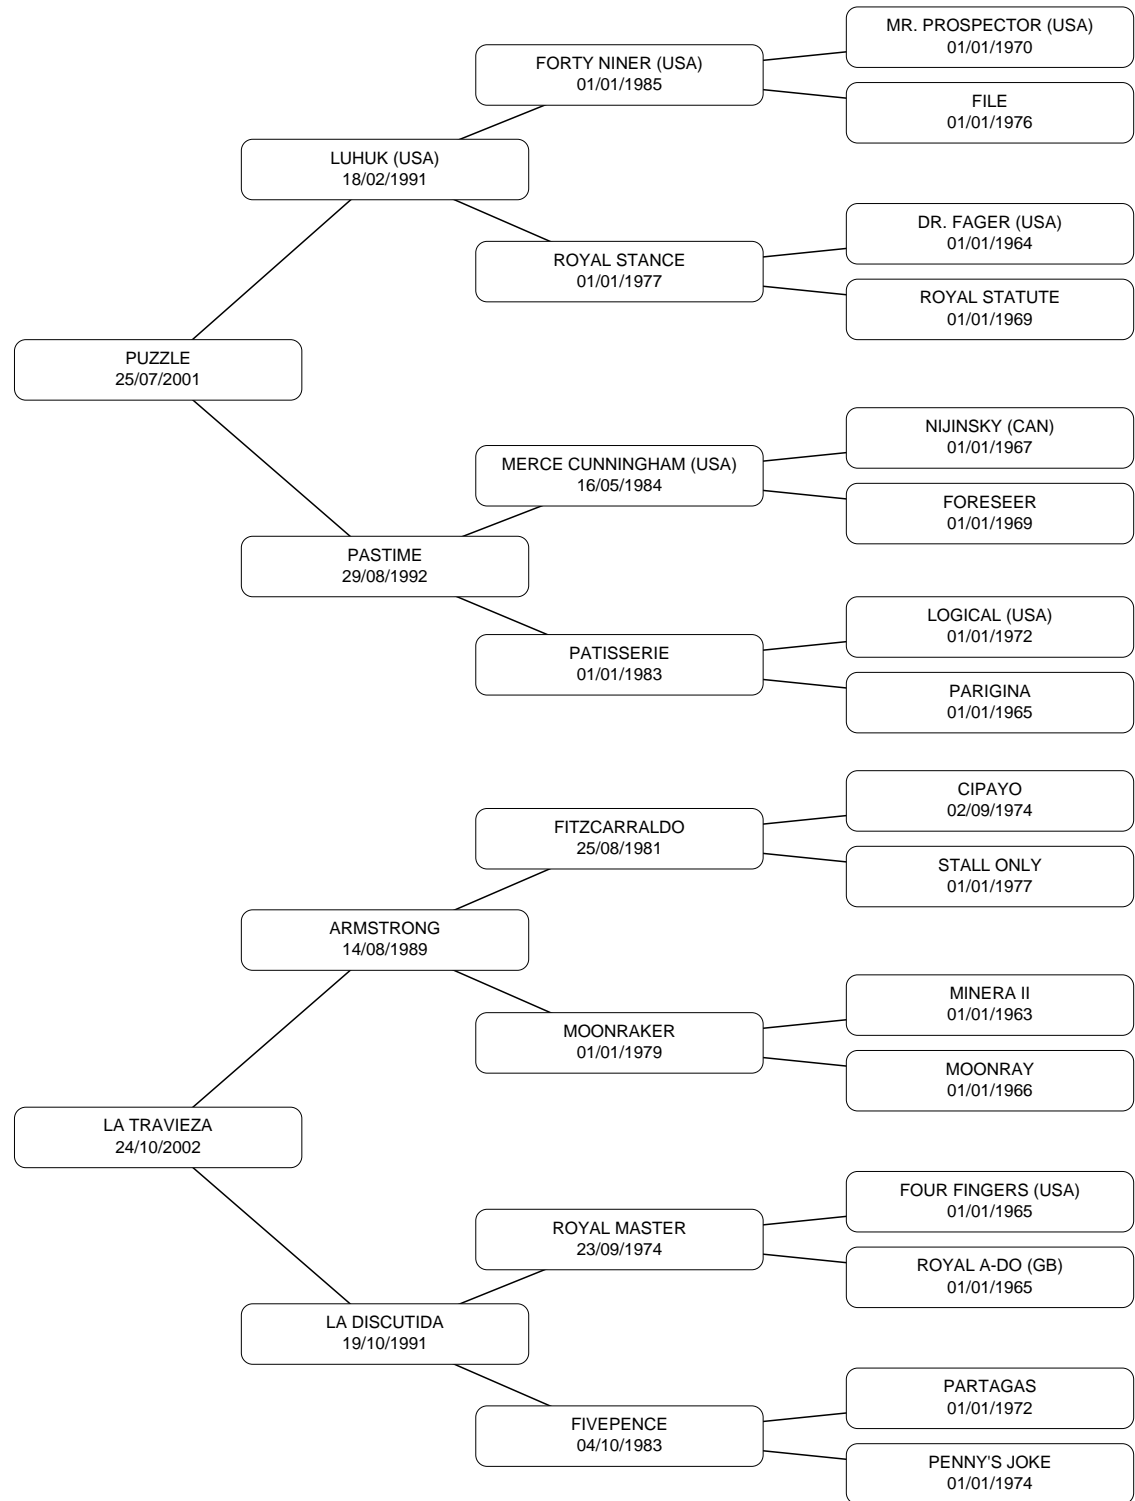 MR. PROSPECTOR (USA)
01/01/1970
FORTY NINER (USA)
01/01/1985
FILE
01/01/1976
LUHUK (USA)
18/02/1991
DR. FAGER (USA)
01/01/1964
ROYAL STANCE
01/01/1977
ROYAL STATUTE
01/01/1969
PUZZLE
25/07/2001
NIJINSKY (CAN)
01/01/1967
MERCE CUNNINGHAM (USA)
16/05/1984
FORESEER
01/01/1969
PASTIME
29/08/1992
LOGICAL (USA)
01/01/1972
PATISSERIE
01/01/1983
PARIGINA
01/01/1965
CIPAYO
02/09/1974
FITZCARRALDO
25/08/1981
STALL ONLY
01/01/1977
ARMSTRONG
14/08/1989
MINERA II
01/01/1963
MOONRAKER
01/01/1979
MOONRAY
01/01/1966
LA TRAVIEZA
24/10/2002
FOUR FINGERS (USA)
01/01/1965
ROYAL MASTER
23/09/1974
ROYAL A-DO (GB)
01/01/1965
LA DISCUTIDA
19/10/1991
PARTAGAS
01/01/1972
FIVEPENCE
04/10/1983
PENNY'S JOKE
01/01/1974